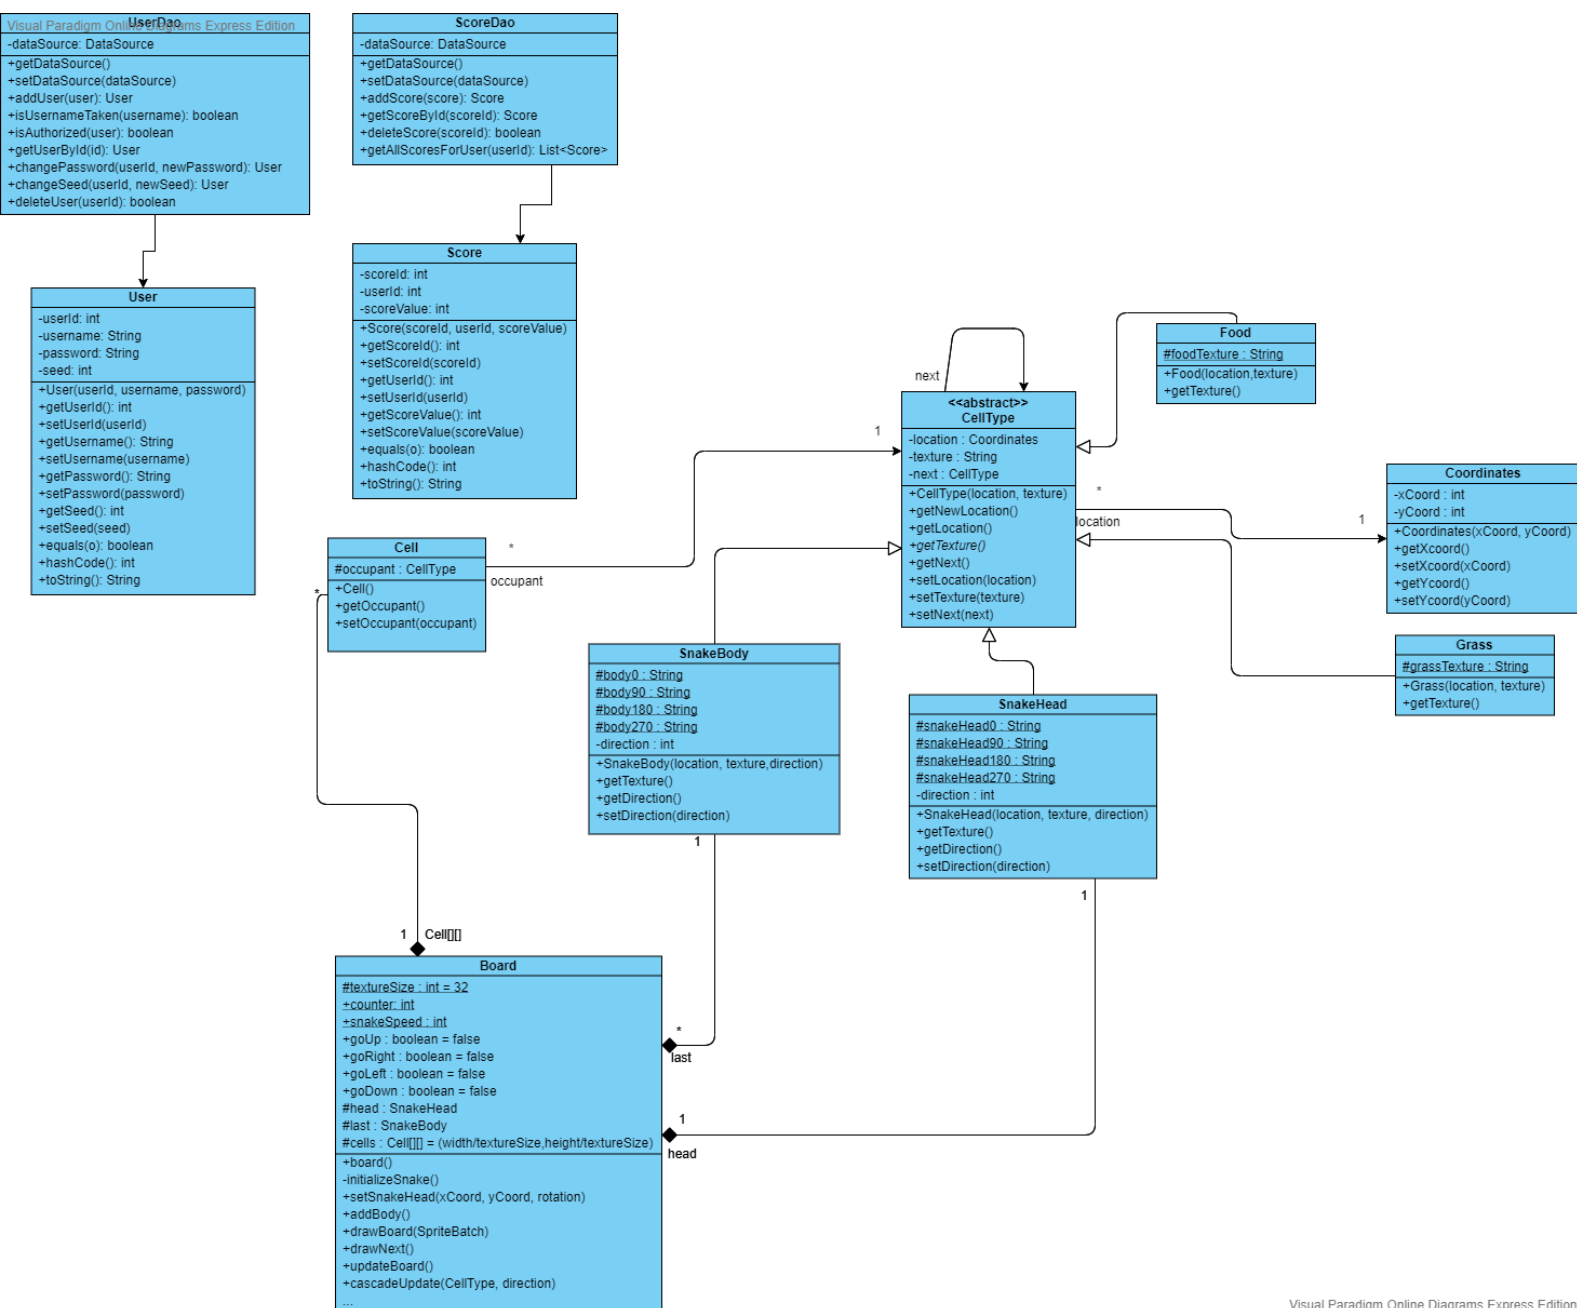 Visual Paradigm Online Diagrams Express Edition
UserDao
-dataSource: DataSource
+getDataSource()
+setDataSource(dataSource)
+addUser(user): User
+isUsernameTaken(username): boolean
+isAuthorized(user): boolean
+getUserById(id): User
+changePassword(userId, newPassword): User
+changeSeed(userId, newSeed): User
+deleteUser(userId): boolean
ScoreDao
-dataSource: DataSource
+getDataSource()
+setDataSource(dataSource)
+addScore(score): Score
+getScoreById(scoreId): Score
+deleteScore(scoreId): boolean
+getAllScoresForUser(userId): List<Score>
User
-userId: int
-username: String
-password: String
-seed: int
+User(userId, username, password)
+getUserId(): int
+setUserId(userId)
+getUsername(): String
+setUsername(username)
+getPassword(): String
+setPassword(password)
+getSeed(): int
+setSeed(seed)
+equals(o): boolean
+hashCode(): int
+toString(): String
Score
-scoreId: int
-userId: int
-scoreValue: int
+Score(scoreId, userId, scoreValue)
+getScoreId(): int
+setScoreId(scoreId)
+getUserId(): int
+setUserId(userId)
+getScoreValue(): int
+setScoreValue(scoreValue)
+equals(o): boolean
+hashCode(): int
+toString(): String
Food
#foodTexture : String
+Food(location,texture)
+getTexture()
next
<<abstract>>
CellType
-location : Coordinates
-texture : String
-next : CellType
+CellType(location, texture)
+getNewLocation()
+getLocation()
+getTexture()
+getNext()
+setLocation(location)
+setTexture(texture)
+setNext(next)
1
*
location
1
Coordinates
-xCoord : int
-yCoord : int
+Coordinates(xCoord, yCoord)
+getXcoord()
+setXcoord(xCoord)
+getYcoord()
+setYcoord(yCoord)
Cell
#occupant : CellType
+Cell()
+getOccupant()
+setOccupant(occupant)
*
occupant
*
Grass
#grassTexture : String
+Grass(location, texture)
+getTexture()
SnakeBody
#body0 : String
#body90 : String
#body180 : String
#body270 : String
-direction : int
+SnakeBody(location, texture,direction)
+getTexture()
+getDirection()
+setDirection(direction)
1
SnakeHead
#snakeHead0 : String
#snakeHead90 : String
#snakeHead180 : String
#snakeHead270 : String
-direction : int
+SnakeHead(location, texture, direction)
+getTexture()
+getDirection()
+setDirection(direction)
1
1
Cell[][]
Board
#textureSize : int = 32
+counter: int
+snakeSpeed : int
+goUp : boolean = false
+goRight : boolean = false
+goLeft : boolean = false
+goDown : boolean = false
#head : SnakeHead
#last : SnakeBody
#cells : Cell[][] = (width/textureSize,height/textureSize)
+board()
-initializeSnake()
+setSnakeHead(xCoord, yCoord, rotation)
+addBody()
+drawBoard(SpriteBatch)
+drawNext()
+updateBoard()
+cascadeUpdate(CellType, direction)
...
*
last
1
head
Visual Paradigm Online Diagrams Express Edition